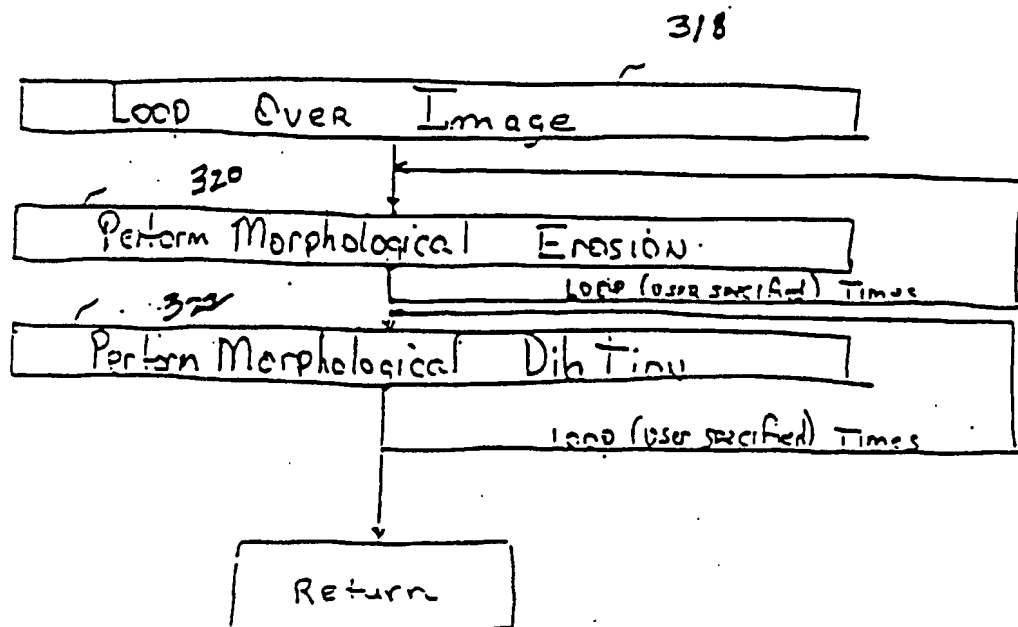 318
Loop Over Image
320
Perform Morphological Erosion
Loop (user specified) Times
Perform Morphological
Loop (user specified) Times
Return